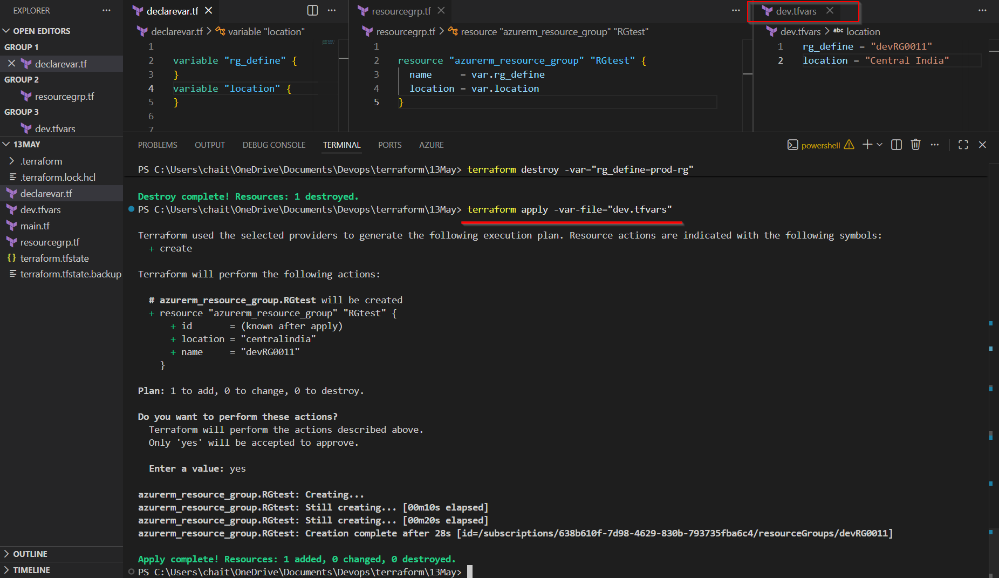 EXPLORER
OPEN EDITORS
GROUP 1
declarevar.tf
GROUP 2
resourcegrp.tf
GROUP 3
dev.tfvars
13MAY
.terraform
.terraform.lock.hcl
declarevar.tf
dev.tfvars
main.tf
resourcegrp.tf
{} terraform.tfstate
terraform.tfstate.backup
OUTLINE
TIMELINE
declarevar.tf
declarevar.tf > variable "location"
1
2 variable "rg_define" {
3 }
4 variable "location" {
5 }
6
7
resourcegrp.tf
resourcegrp.tf > resource "azurerm_resource_group" "RGtest"
1
2 resource "azurerm_resource_group" "RGtest" {
3 name     = var.rg_define
4 location = var.location
5 }
dev.tfvars
dev.tfvars > abc location
1 rg_define = "devRG0011"
2 location = "Central India"
PROBLEMS OUTPUT DEBUG CONSOLE TERMINAL PORTS AZURE
powershell
PS C:\Users\chait\OneDrive\Documents\Devops\terraform\13May> terraform destroy -var="rg_define=prod-rg"
Destroy complete! Resources: 1 destroyed.
PS C:\Users\chait\OneDrive\Documents\Devops\terraform\13May> terraform apply -var-file="dev.tfvars"
Terraform used the selected providers to generate the following execution plan. Resource actions are indicated with the following symbols:
+ create
Terraform will perform the following actions:
# azurerm_resource_group.RGtest will be created
+ resource "azurerm_resource_group" "RGtest" {
+ id       = (known after apply)
+ location = "centralindia"
+ name     = "devRG0011"
}
Plan: 1 to add, 0 to change, 0 to destroy.
Do you want to perform these actions?
Terraform will perform the actions described above.
Only 'yes' will be accepted to approve.
Enter a value: yes
azurerm_resource_group.RGtest: Creating...
azurerm_resource_group.RGtest: Still creating... [00m10s elapsed]
azurerm_resource_group.RGtest: Still creating... [00m20s elapsed]
azurerm_resource_group.RGtest: Creation complete after 28s [id=/subscriptions/638b610f-7d98-4629-830b-793735fba6c4/resourceGroups/devRG0011]
Apply complete! Resources: 1 added, 0 changed, 0 destroyed.
PS C:\Users\chait\OneDrive\Documents\Devops\terraform\13May>